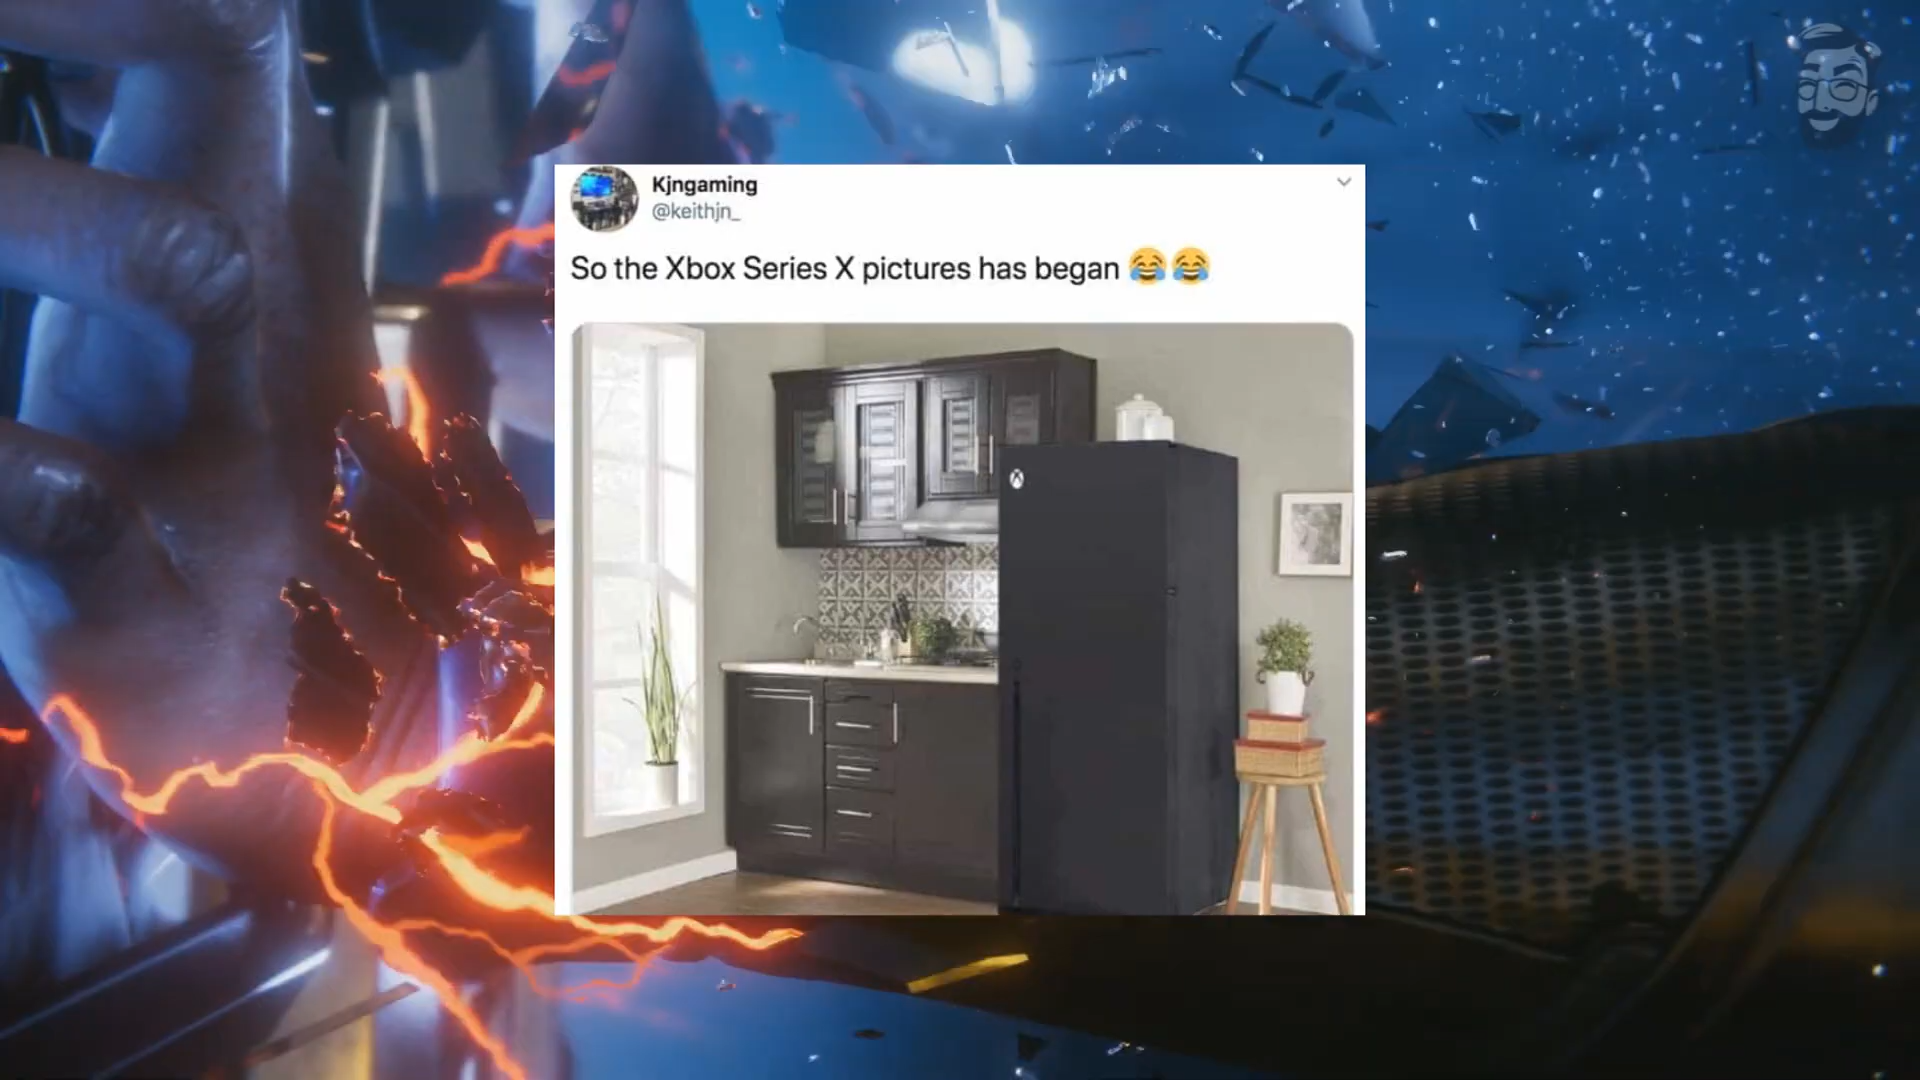 Kjngaming
@keithjn_
So the Xbox Series X pictures has began 😂😂